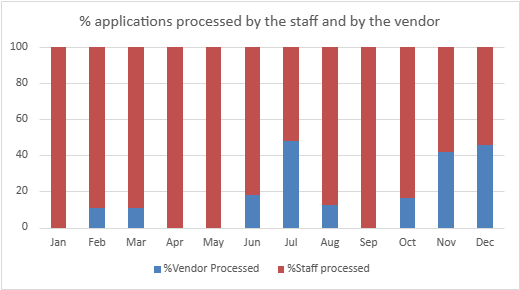 % applications processed by the staff and by the vendor
100
80
60
40
20
0
Jan Feb Mar Apr May Jun Jul Aug Sep Oct Nov Dec
%Vendor Processed %Staff processed